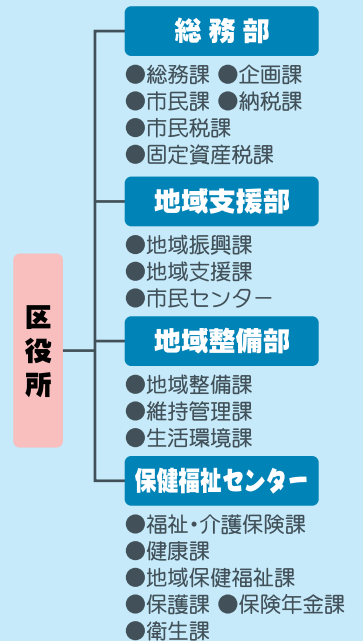 総務部
●総務課 ●企画課
●市民課 ●納税課
●市民税課
●固定資産税課
地域支援部
●地域振興課
●地域支援課
●市民センター
区役所
地域整備部
●地域整備課
●維持管理課
●生活環境課
保健福祉センター
●福祉・介護保険課
●健康課
●地域保健福祉課
●保護課 ●保険年金課
●衛生課